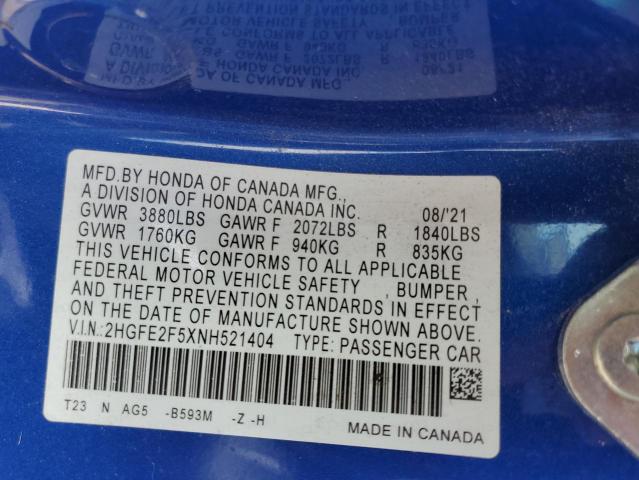 MFD.BY HONDA OF CANADA MFG.,
A DIVISION OF HONDA CANADA INC. 08/'21
GVWR 3880LBS GAWR F 2072LBS R 1840LBS
GVWR 1760KG GAWR F 940KG R 835KG
THIS VEHICLE CONFORMS TO ALL APPLICABLE
FEDERAL MOTOR VEHICLE SAFETY , BUMPER ,
AND THEFT PREVENTION STANDARDS IN EFFECT
ON THE DATE OF MANUFACTURE SHOWN ABOVE.
V.I.N.:2HGFE2F5XNH521404 TYPE: PASSENGER CAR
T23 N AG5 -B593M -Z -H
MADE IN CANADA